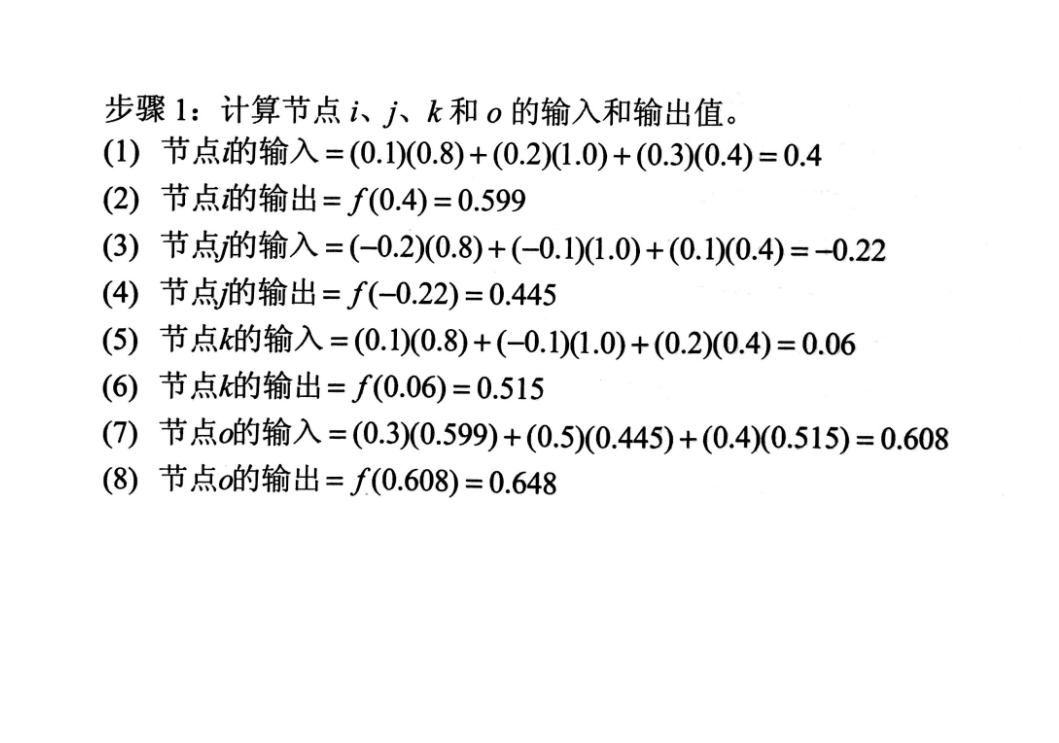 步骤 1：计算节点 i、j、k 和 o 的输入和输出值。
(1) 节点i的输入=(0.1)(0.8)+(0.2)(1.0)+(0.3)(0.4)=0.4
(2) 节点i的输出=f(0.4)=0.599
(3) 节点j的输入=(−0.2)(0.8)+(−0.1)(1.0)+(0.1)(0.4)=−0.22
(4) 节点j的输出=f(−0.22)=0.445
(5) 节点k的输入=(0.1)(0.8)+(−0.1)(1.0)+(0.2)(0.4)=0.06
(6) 节点k的输出=f(0.06)=0.515
(7) 节点o的输入=(0.3)(0.599)+(0.5)(0.445)+(0.4)(0.515)=0.608
(8) 节点o的输出=f(0.608)=0.648